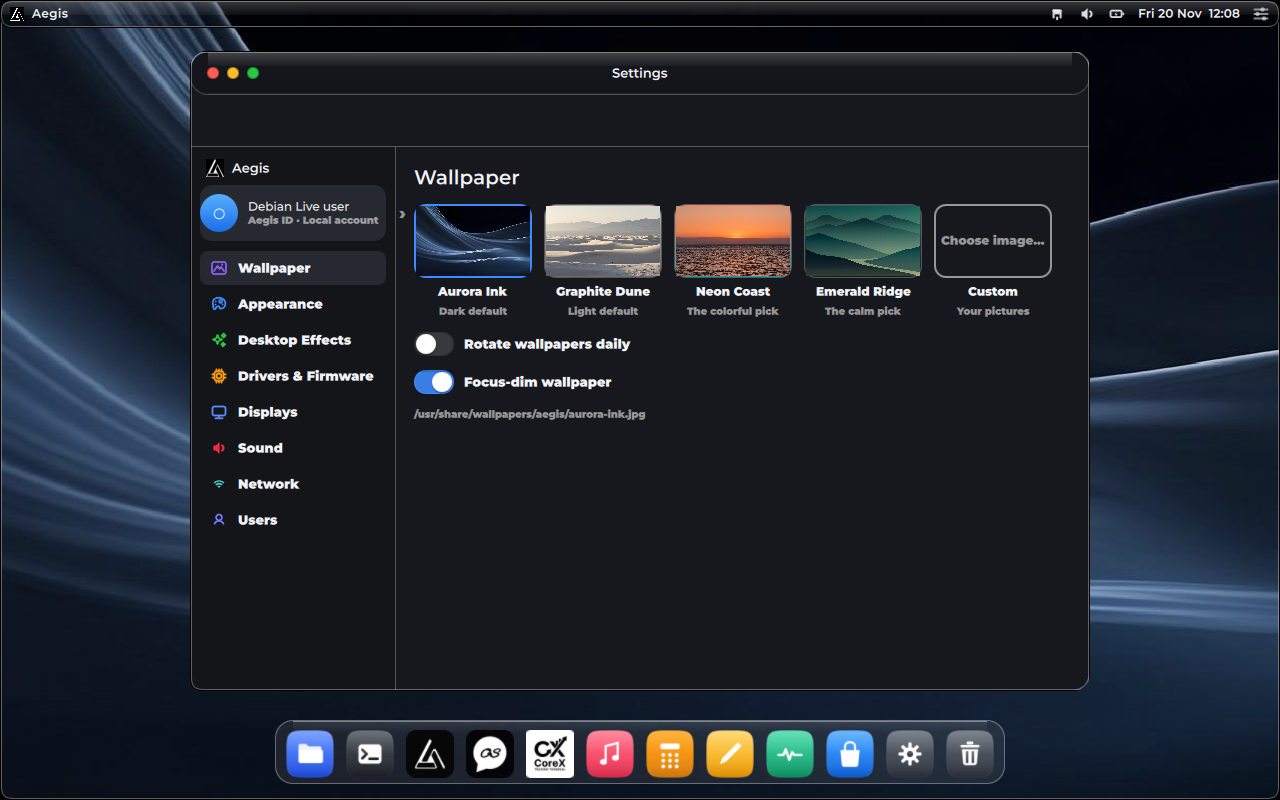 Aegis
Fri 20 Nov 12:08
Settings
Aegis
Debian Live user
Aegis ID • Local account
Wallpaper
Appearance
Desktop Effects
Drivers & Firmware
Displays
Sound
Network
Users
Wallpaper
Choose image...
Aurora Ink
Graphite Dune
Neon Coast
Emerald Ridge
Custom
Dark default
Light default
The colorful pick
The calm pick
Your pictures
Rotate wallpapers daily
Focus-dim wallpaper
/usr/share/wallpapers/aegis/aurora-ink.jpg
as
CX
CoreX